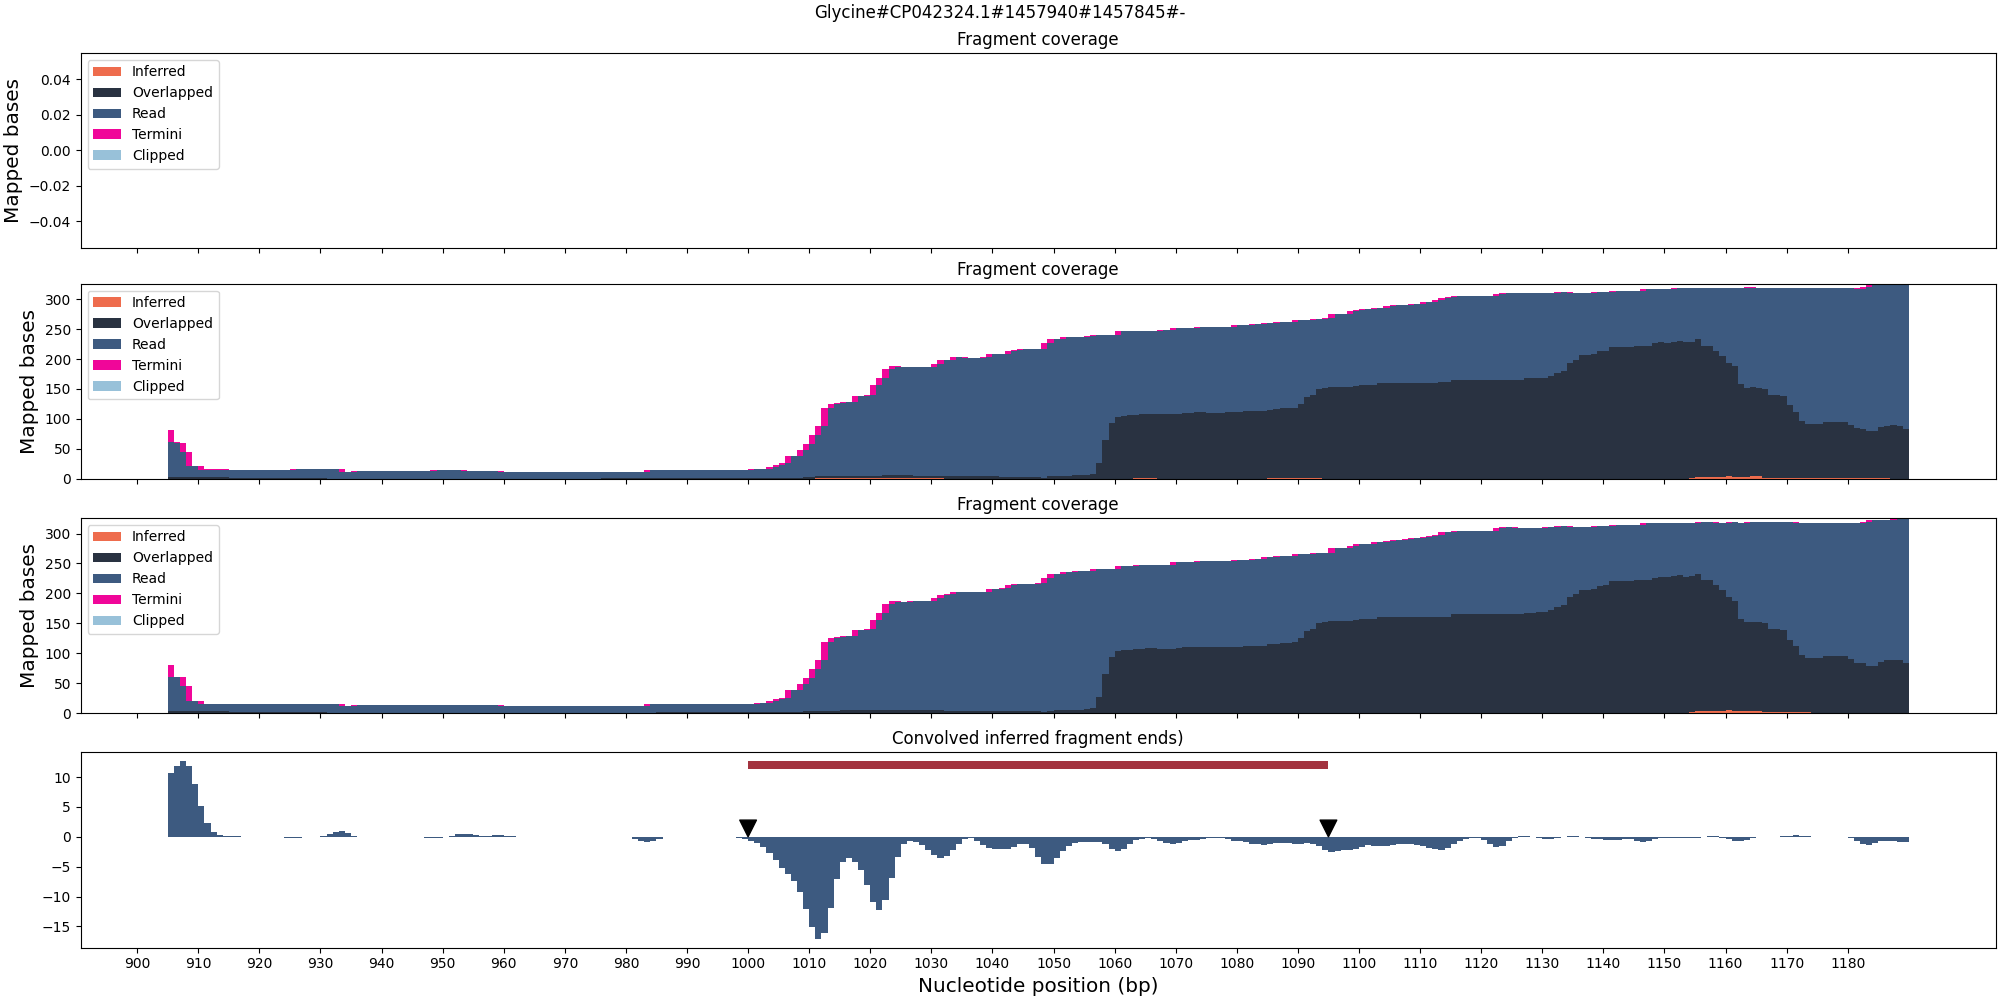 Glycine#CP042324.1#1457940#1457845#-
Fragment coverage
Mapped bases
0.04
0.02
0.00
−0.02
−0.04
Inferred
Overlapped
Read
Termini
Clipped
Fragment coverage
Mapped bases
300
250
200
150
100
50
0
Inferred
Overlapped
Read
Termini
Clipped
Fragment coverage
Mapped bases
300
250
200
150
100
50
0
Inferred
Overlapped
Read
Termini
Clipped
Convolved inferred fragment ends)
10
5
0
−5
−10
−15
900 910 920 930 940 950 960 970 980 990 1000 1010 1020 1030 1040 1050 1060 1070 1080 1090 1100 1110 1120 1130 1140 1150 1160 1170 1180
Nucleotide position (bp)